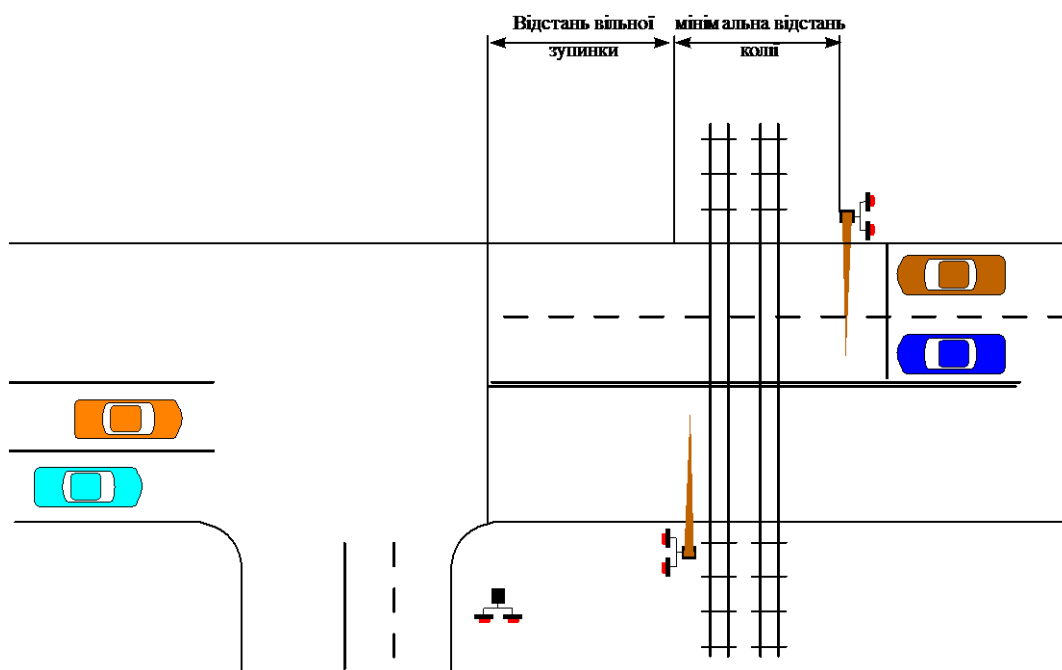 Відстань вільної
зупинки
мінім альна відстань
колії